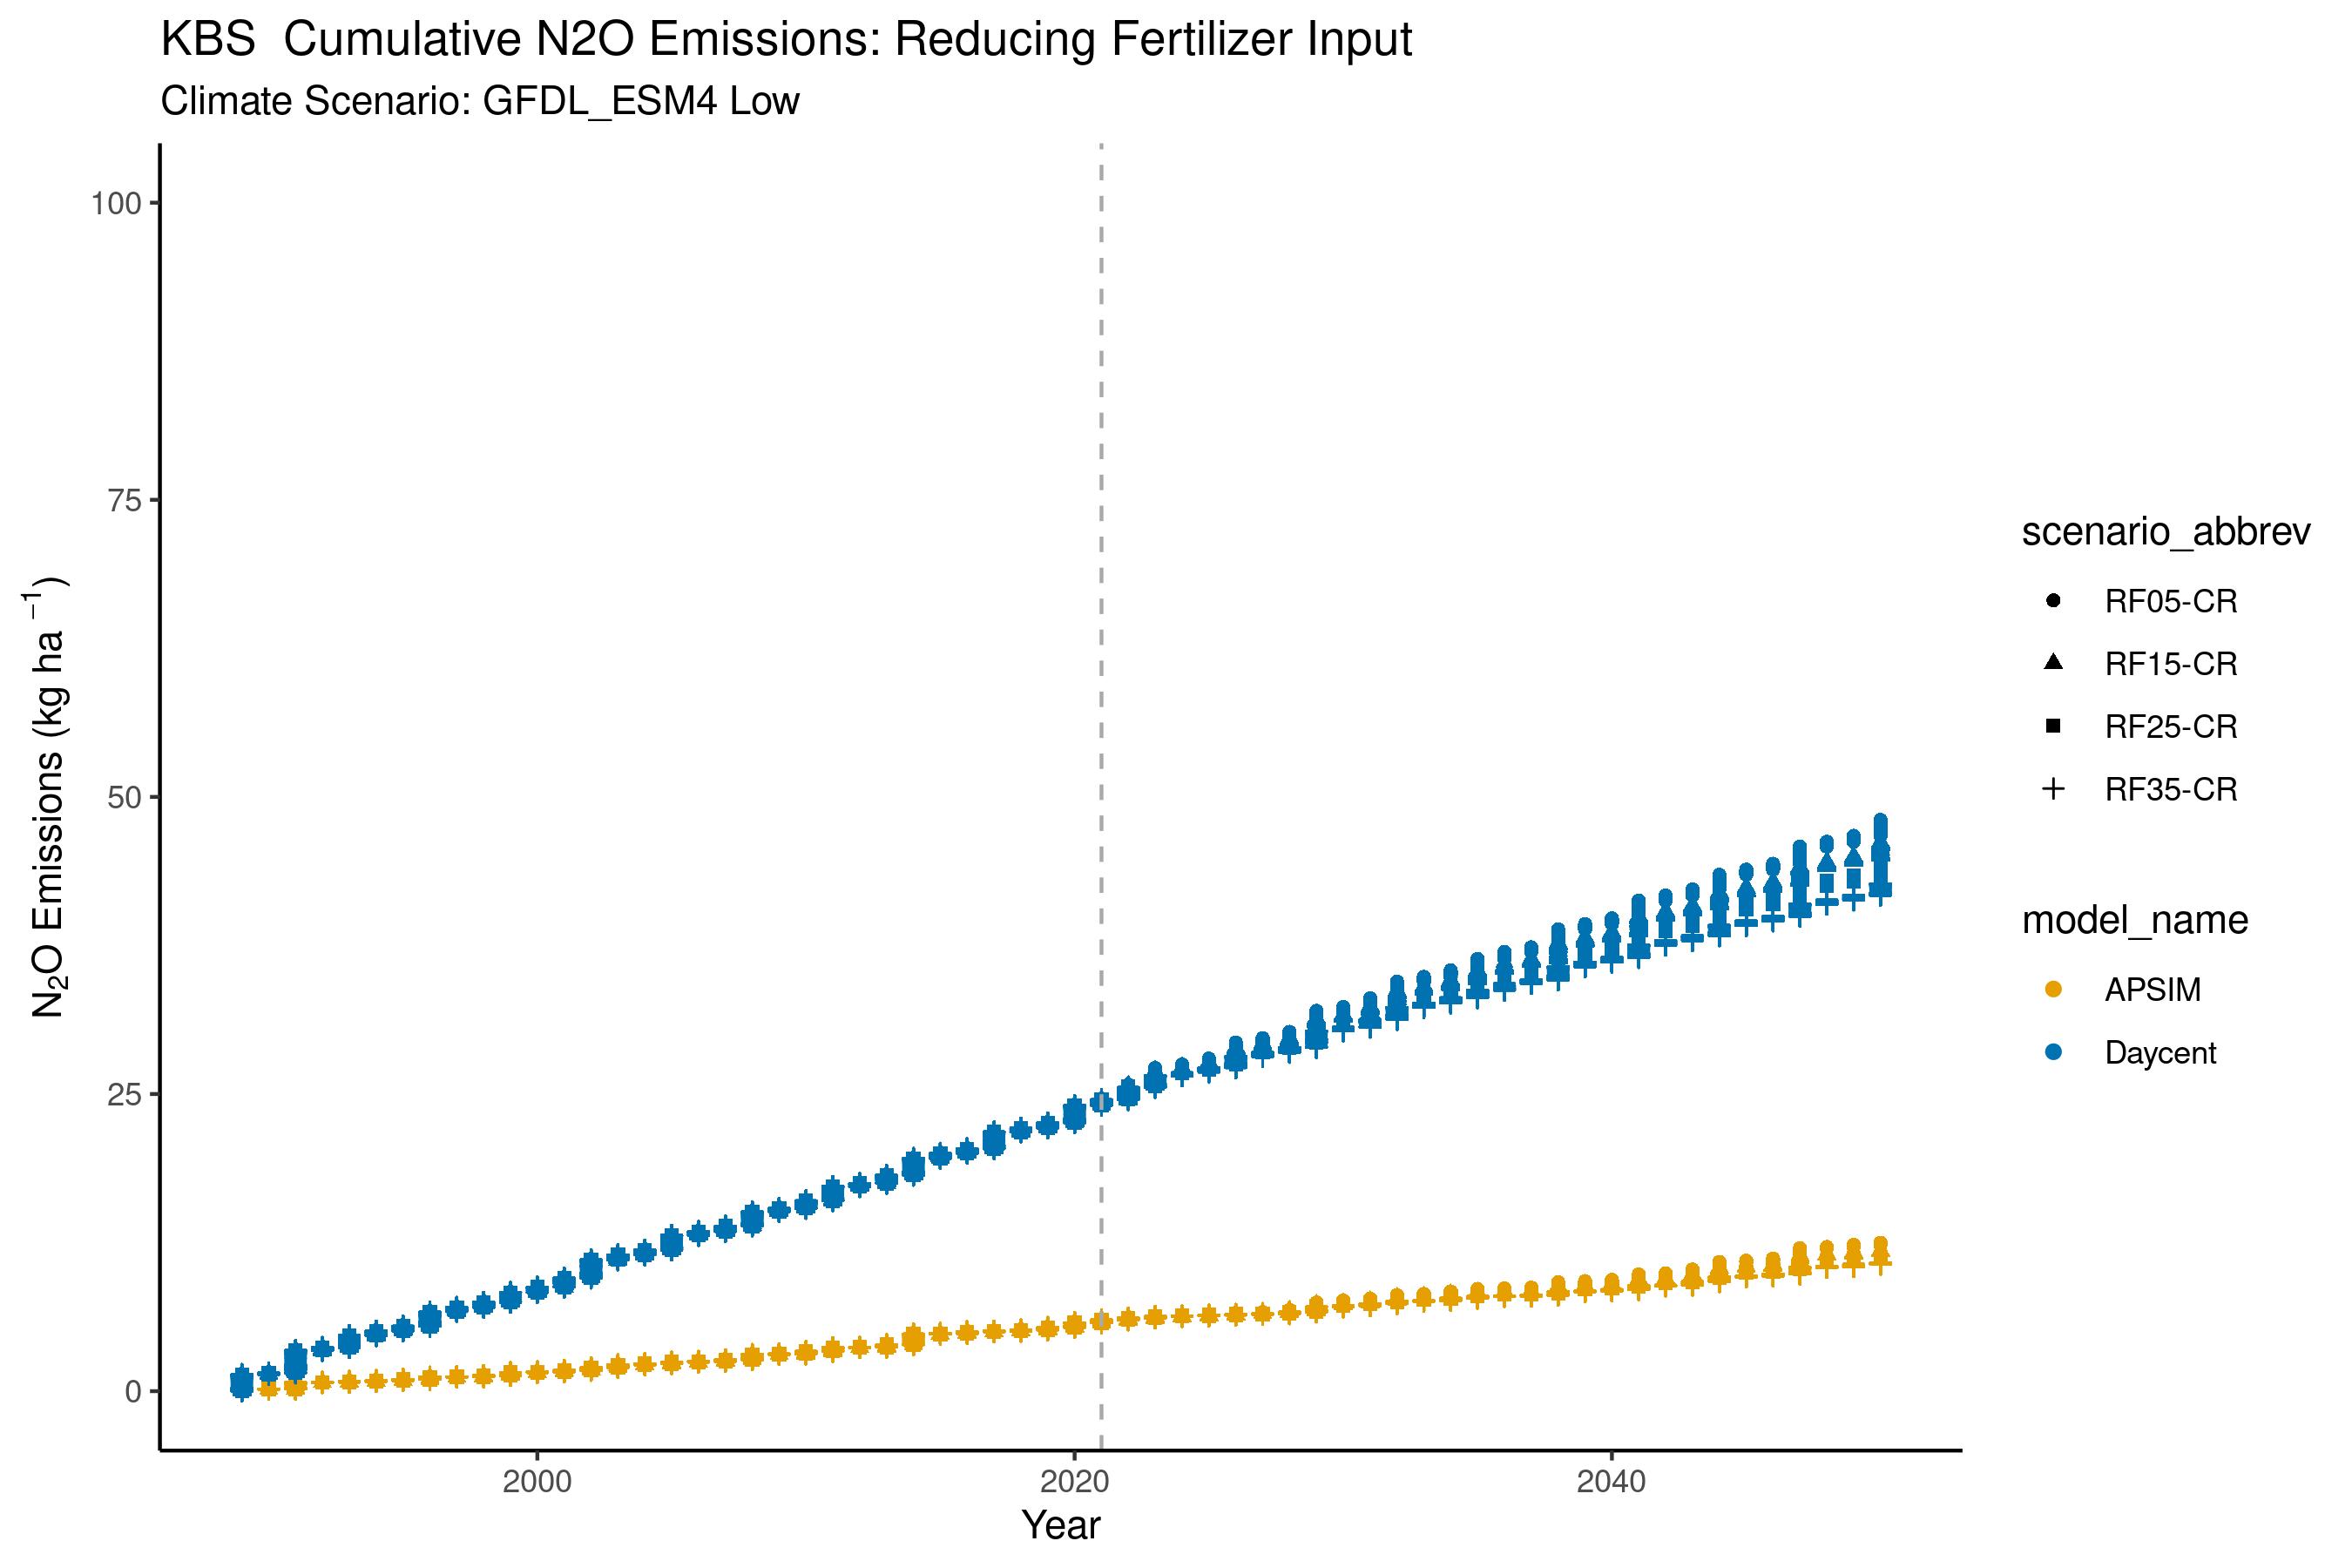 KBS  Cumulative N2O Emissions: Reducing Fertilizer Input
Climate Scenario: GFDL_ESM4 Low
N₂O Emissions (kg ha⁻¹)
100
75
50
25
0
2000
2020
2040
Year
scenario_abbrev
RF05-CR
RF15-CR
RF25-CR
RF35-CR
model_name
APSIM
Daycent